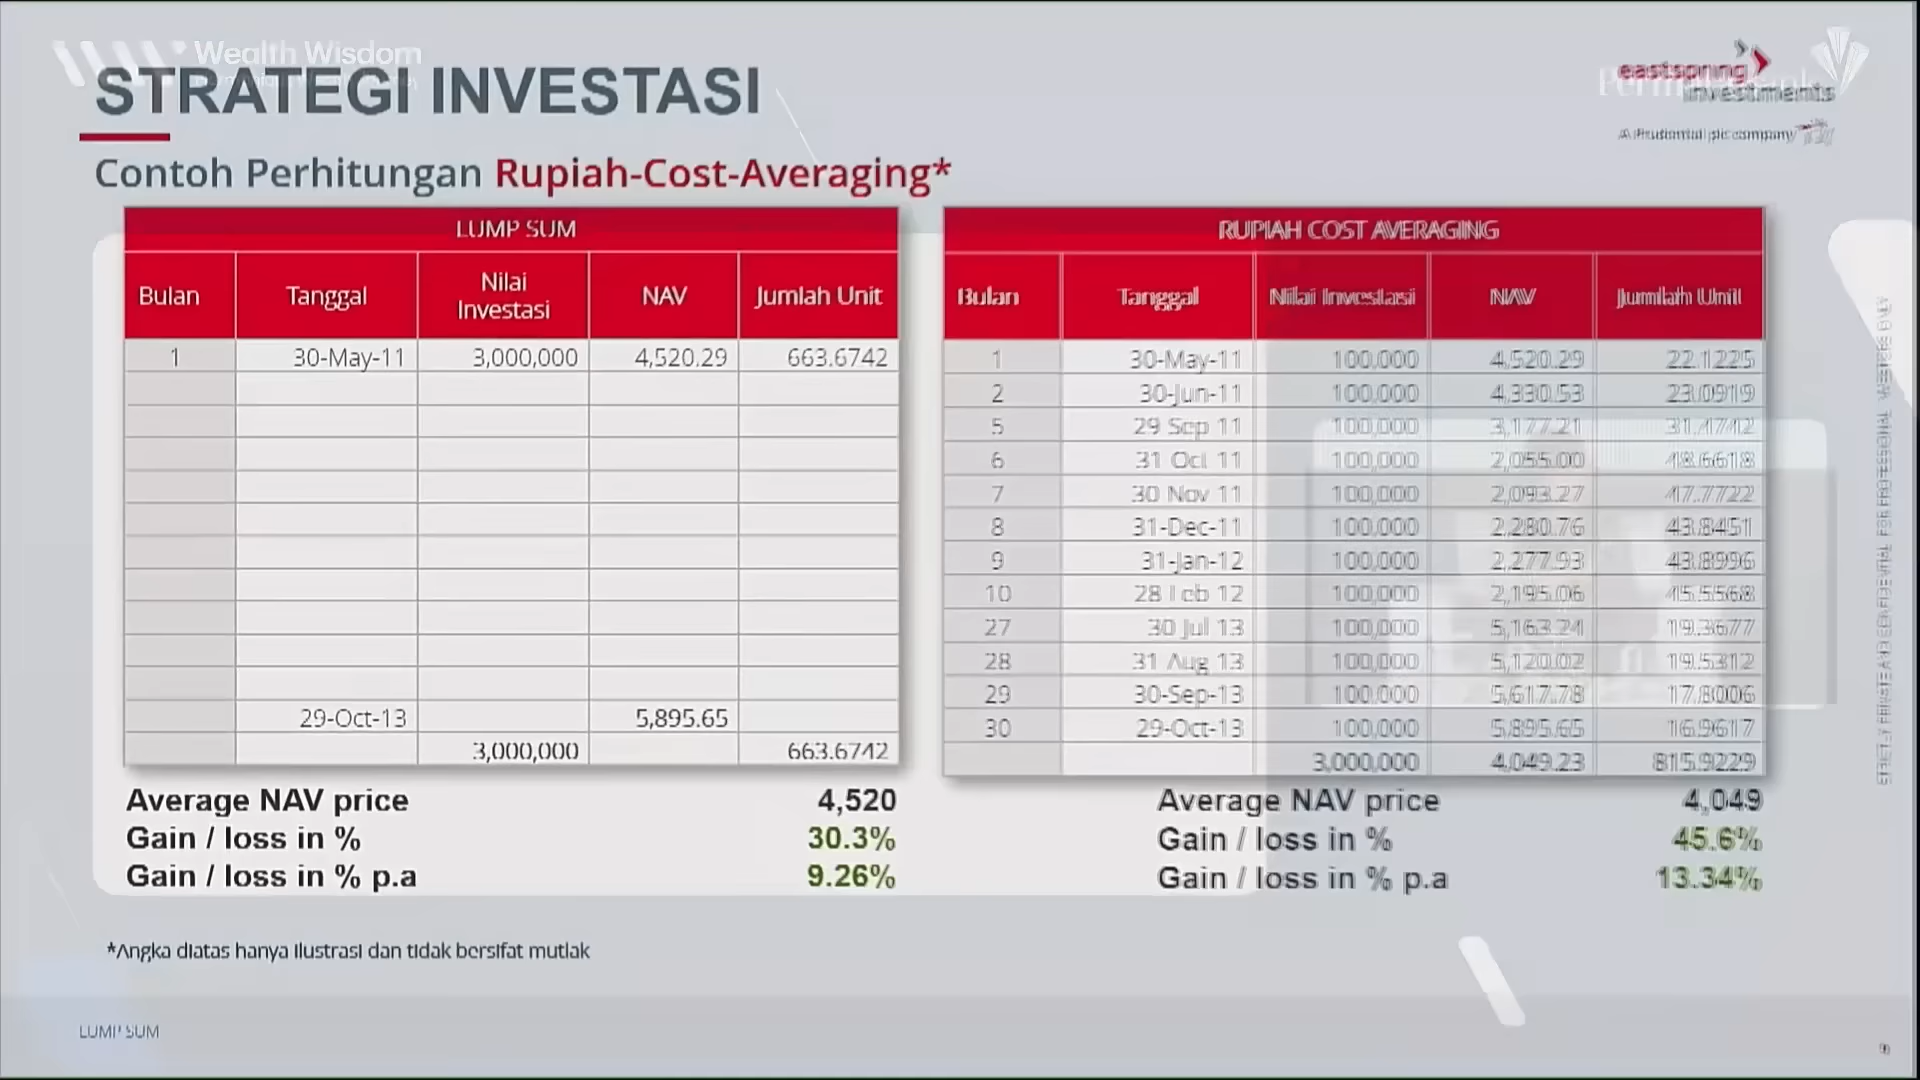 Wealth Wisdom
STRATEGI INVESTASI
eastspring
investments
A Prudential plc company
Contoh Perhitungan Rupiah-Cost-Averaging*
LUMP SUM
Bulan Tanggal Nilai Investasi NAV Jumlah Unit
1 30-May-11 3,000,000 4,520.29 663.6742
29-Oct-13 5,895.65
3,000,000 663.6742
Average NAV price 4,520
Gain / loss in % 30.3%
Gain / loss in % p.a 9.26%
RUPIAH COST AVERAGING
Bulan Tanggal Nilai Investasi NAV Jumlah Unit
1 30-May-11 100,000 4,520.29 22.1225
2 30-Jun-11 100,000 4,330.53 23.0919
5 29 Sep 11 100,000 3,177.21 31.4742
6 31 Oct 11 100,000 2,055.00 48.6618
7 30 Nov 11 100,000 2,093.27 47.7722
8 31-Dec-11 100,000 2,280.76 43.8451
9 31-Jan-12 100,000 2,277.93 43.8996
10 28 Feb 12 100,000 2,195.06 45.5568
27 30 Jul 13 100,000 5,163.24 19.3677
28 31 Aug 13 100,000 5,120.02 19.5312
29 30-Sep-13 100,000 5,617.78 17.8006
30 29-Oct-13 100,000 5,895.65 16.9617
3,000,000 4,049.23 815.9229
Average NAV price 4,049
Gain / loss in % 45.6%
Gain / loss in % p.a 13.34%
*Angka diatas hanya ilustrasi dan tidak bersifat mutlak
LUMP SUM